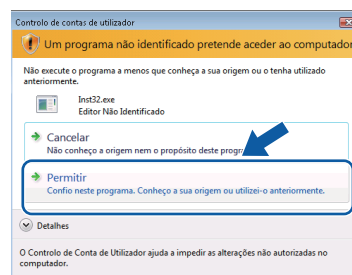 Controlo de contas de utilizador
Um programa não identificado pretende aceder ao computador
Não execute o programa a menos que conheça a sua origem ou o tenha utilizado
anteriormente.
Inst32.exe
Editor Não Identificado
Cancelar
Não conheço a origem nem o propósito deste
Permitir
Confio neste programa. Conheço a sua origem ou utilizei-o anteriormente.
Detalhes
O Controlo de Conta de Utilizador ajuda a impedir as alterações não autorizadas no
computador.